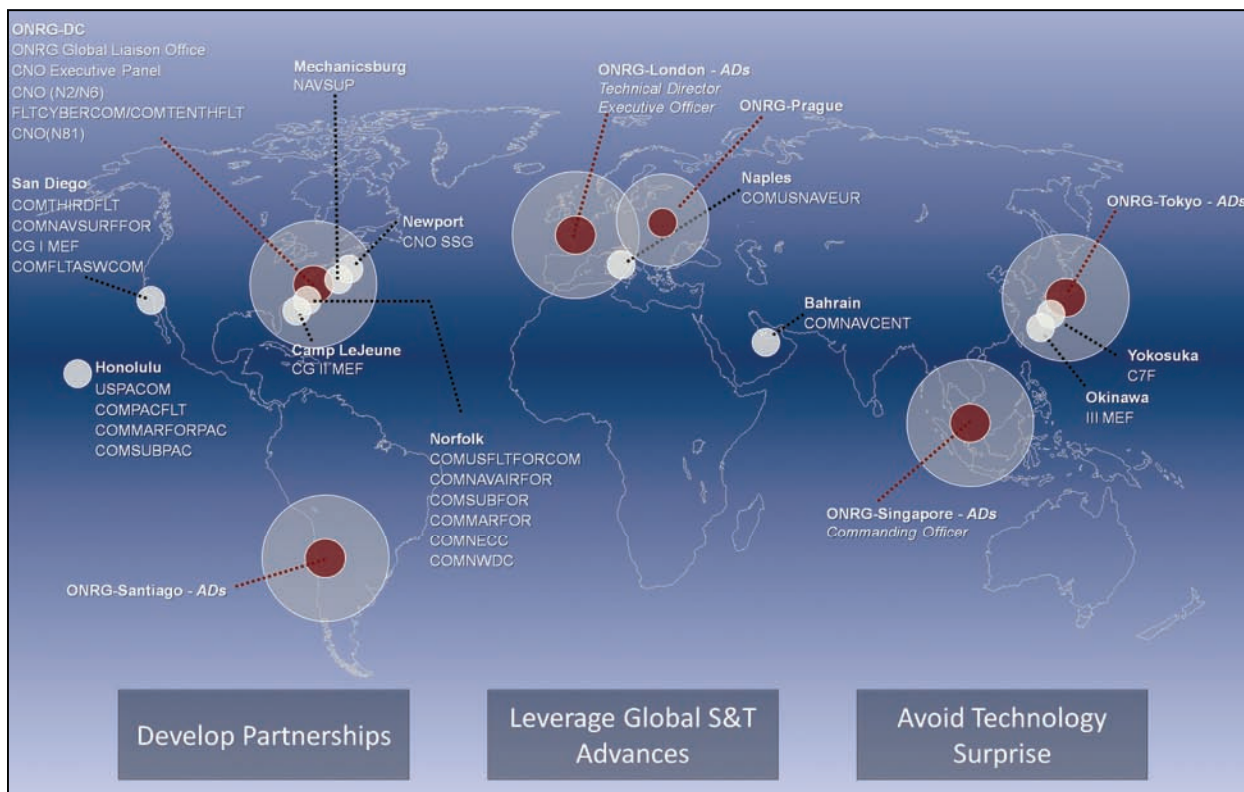 ONRG-DC
ONRG Global Liaison Office
CNO Executive Panel
CNO (N2/N6)
FLTCYBERCOM/COMTENTHFLT
CNO(N81)
Mechanicsburg
NAVSUP
ONRG-London - ADs
Technical Director
Executive Officer
ONRG-Prague
San Diego
COMTHIRDFLT
COMNAVSURFFOR
CG I MEF
COMFLTASWCOM
Newport
CNO SSG
Naples
COMUSNAVEUR
ONRG-Tokyo - ADs
Camp LeJeune
CG II MEF
Bahrain
COMNAVCENT
Yokosuka
C7F
Okinawa
III MEF
Honolulu
USPACOM
COMPACFLT
COMMARFORPAC
COMSUBPAC
Norfolk
COMUSFLTFORCOM
COMNAVAIRFOR
COMSUBFOR
COMMARFOR
COMNECC
COMNWDC
ONRG-Singapore - ADs
Commanding Officer
ONRG-Santiago - ADs
Develop Partnerships
Leverage Global S&T
Advances
Avoid Technology
Surprise